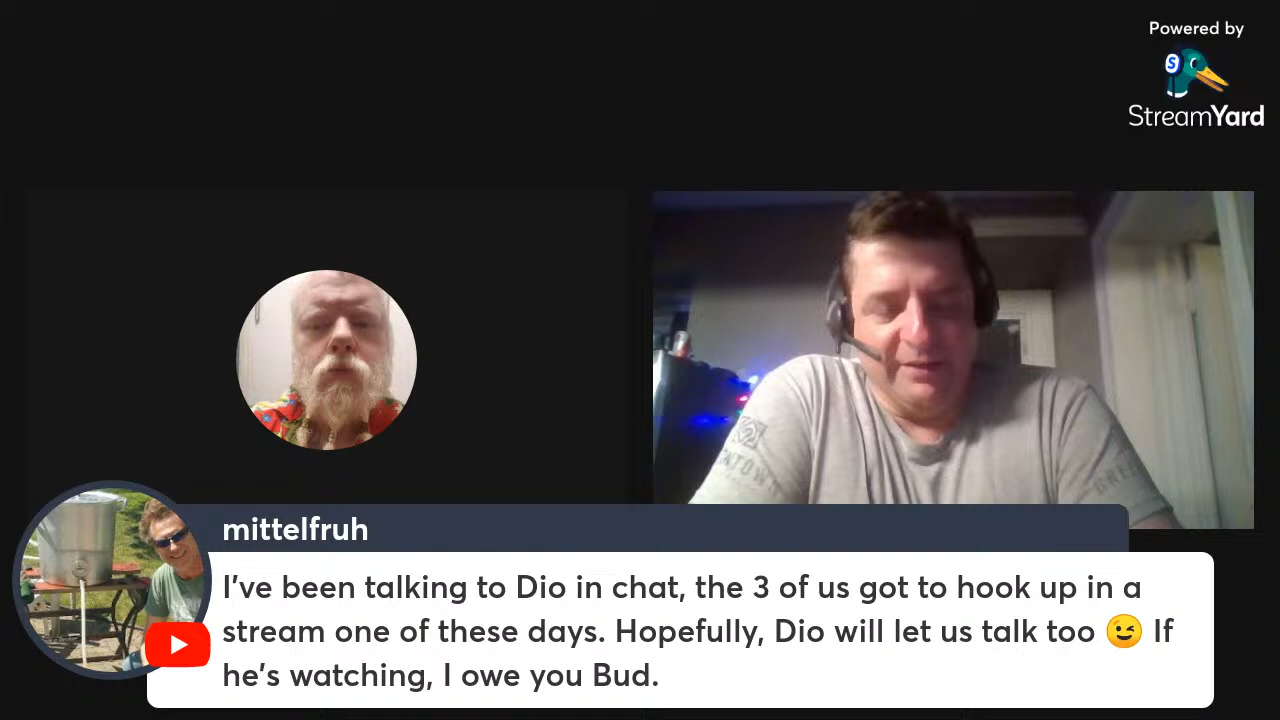 Powered by
S
StreamYard
mittelfruh
I've been talking to Dio in chat, the 3 of us got to hook up in a
stream one of these days. Hopefully, Dio will let us talk too 😉 If
he's watching, I owe you Bud.